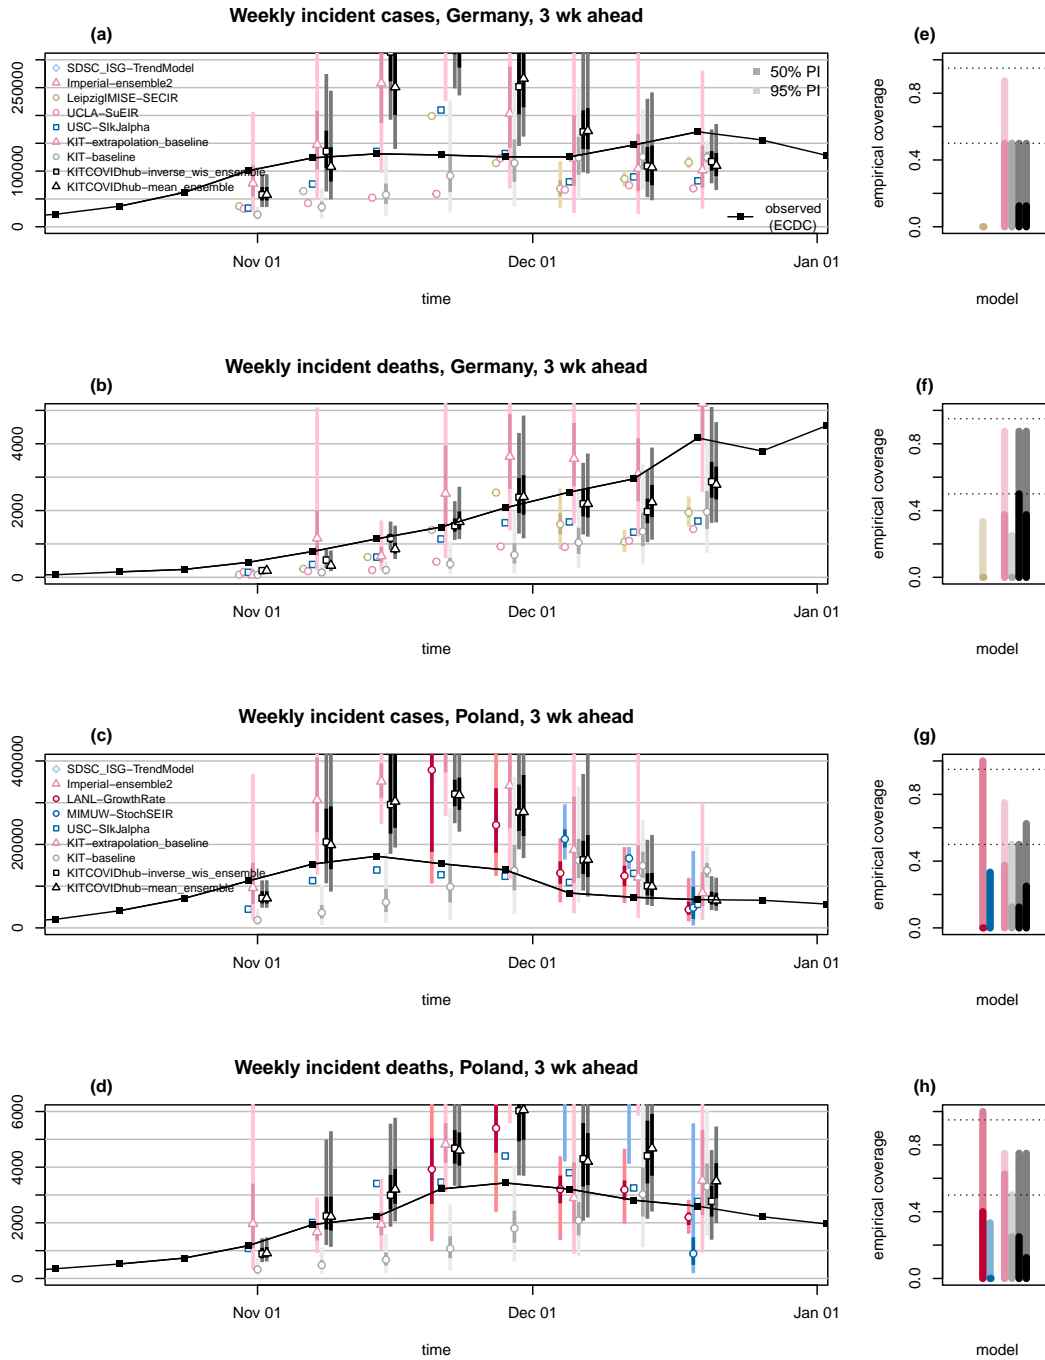 Weekly incident cases, Germany, 3 wk ahead
(a)
SDSC_ISG−TrendModel
Imperial−ensemble2
LeipzigIMISE−SECIR
UCLA−SuEIR
USC−SIkJalpha
KIT−extrapolation_baseline
KIT−baseline
KITCOVIDhub−inverse_wis_ensemble
KITCOVIDhub−mean_ensemble
50% PI
95% PI
observed
(ECDC)
0
100000
250000
Nov 01
Dec 01
Jan 01
time
(e)
empirical coverage
0.0
0.4
0.8
model
Weekly incident deaths, Germany, 3 wk ahead
(b)
0
2000
4000
Nov 01
Dec 01
Jan 01
time
(f)
empirical coverage
0.0
0.4
0.8
model
Weekly incident cases, Poland, 3 wk ahead
(c)
SDSC_ISG−TrendModel
Imperial−ensemble2
LANL−GrowthRate
MIMUW−StochSEIR
USC−SIkJalpha
KIT−extrapolation_baseline
KIT−baseline
KITCOVIDhub−inverse_wis_ensemble
KITCOVIDhub−mean_ensemble
0
200000
400000
Nov 01
Dec 01
Jan 01
time
(g)
empirical coverage
0.0
0.4
0.8
model
Weekly incident deaths, Poland, 3 wk ahead
(d)
0
2000
4000
6000
Nov 01
Dec 01
Jan 01
time
(h)
empirical coverage
0.0
0.4
0.8
model